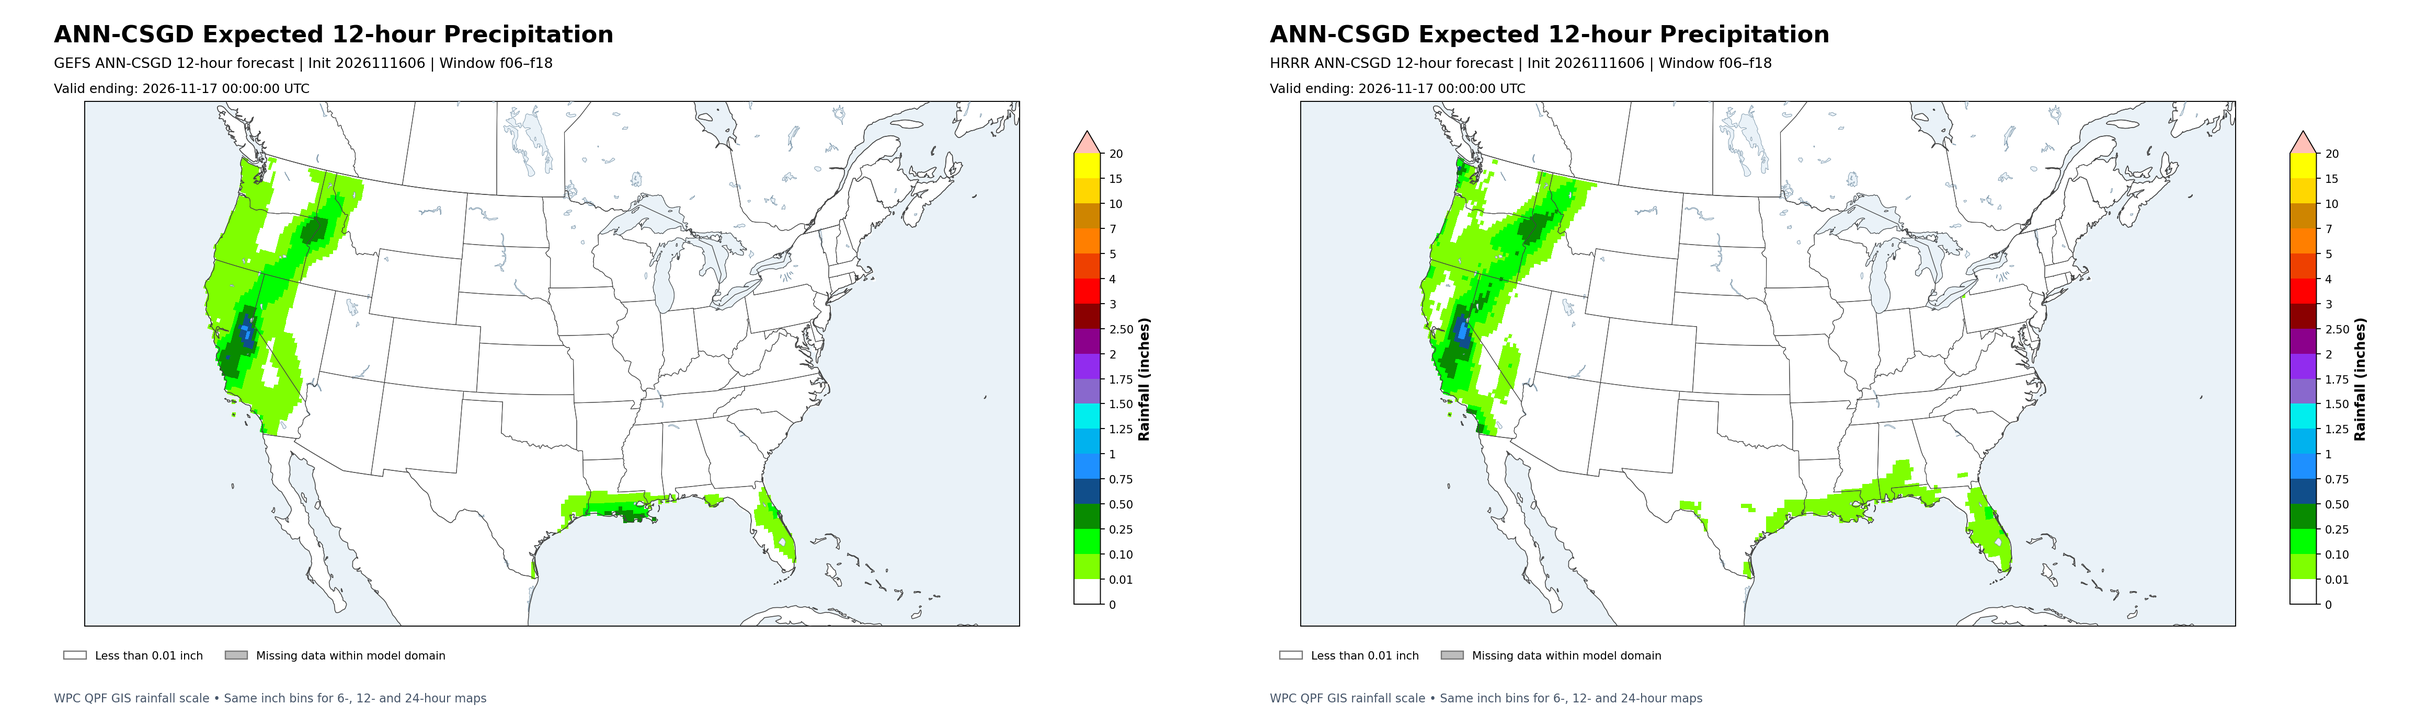 ANN-CSGD Expected 12-hour Precipitation
GEFS ANN-CSGD 12-hour forecast | Init 2026111606 | Window f06–f18
Valid ending: 2026-11-17 00:00:00 UTC
20
15
10
7
5
4
3
2.50
2
1.75
1.50
1.25
1
0.75
0.50
0.25
0.10
0.01
0
Rainfall (inches)
Less than 0.01 inch
Missing data within model domain
WPC QPF GIS rainfall scale • Same inch bins for 6-, 12- and 24-hour maps
ANN-CSGD Expected 12-hour Precipitation
HRRR ANN-CSGD 12-hour forecast | Init 2026111606 | Window f06–f18
Valid ending: 2026-11-17 00:00:00 UTC
20
15
10
7
5
4
3
2.50
2
1.75
1.50
1.25
1
0.75
0.50
0.25
0.10
0.01
0
Rainfall (inches)
Less than 0.01 inch
Missing data within model domain
WPC QPF GIS rainfall scale • Same inch bins for 6-, 12- and 24-hour maps